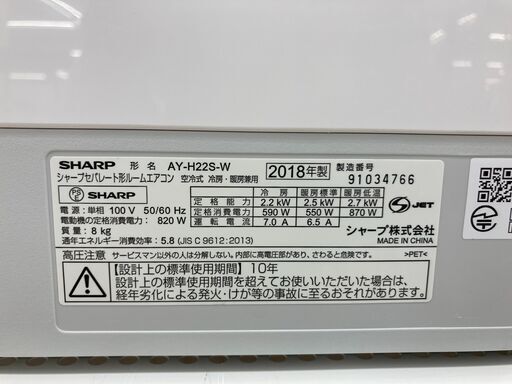 SHARP 形名 AY-H22S-W 2018年製 製造番号
シャープセパレート形ルームエアコン 空冷式 冷房・暖房兼用 91034766
PS E SHARP
冷房 暖房標準 暖房低温
定格能力 2.2 kW 2.5 kW 2.7 kW
定格消費電力 590 W 550 W 870 W
運転電流 7.0 A 6.5 A
JET
電源:単相 100 V 50/60 Hz
電動機の定格消費電力:820 W
質量:8 kg
シャープ株式会社
MADE IN CHINA
通年エネルギー消費効率:5.8 (JIS C 9612:2013)
高圧注意 サービスマン以外の人は分解しないで。内部に高電圧部があり、さわると危険です。
>PET<
【設計上の標準使用期間】10年
設計上の標準使用期間を超えてお使いいただいた場合は、
経年劣化による発火・けが等の事故に至るおそれがあります。